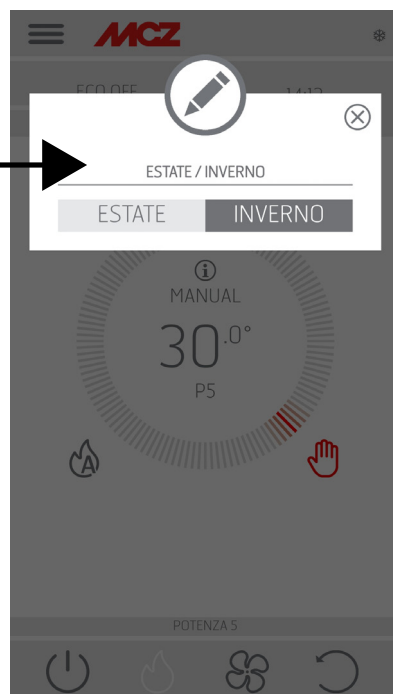 MCZ
ECO OFF 14:12
ESTATE / INVERNO
ESTATE INVERNO
MANUAL
30.0°
P5
A
POTENZA 5